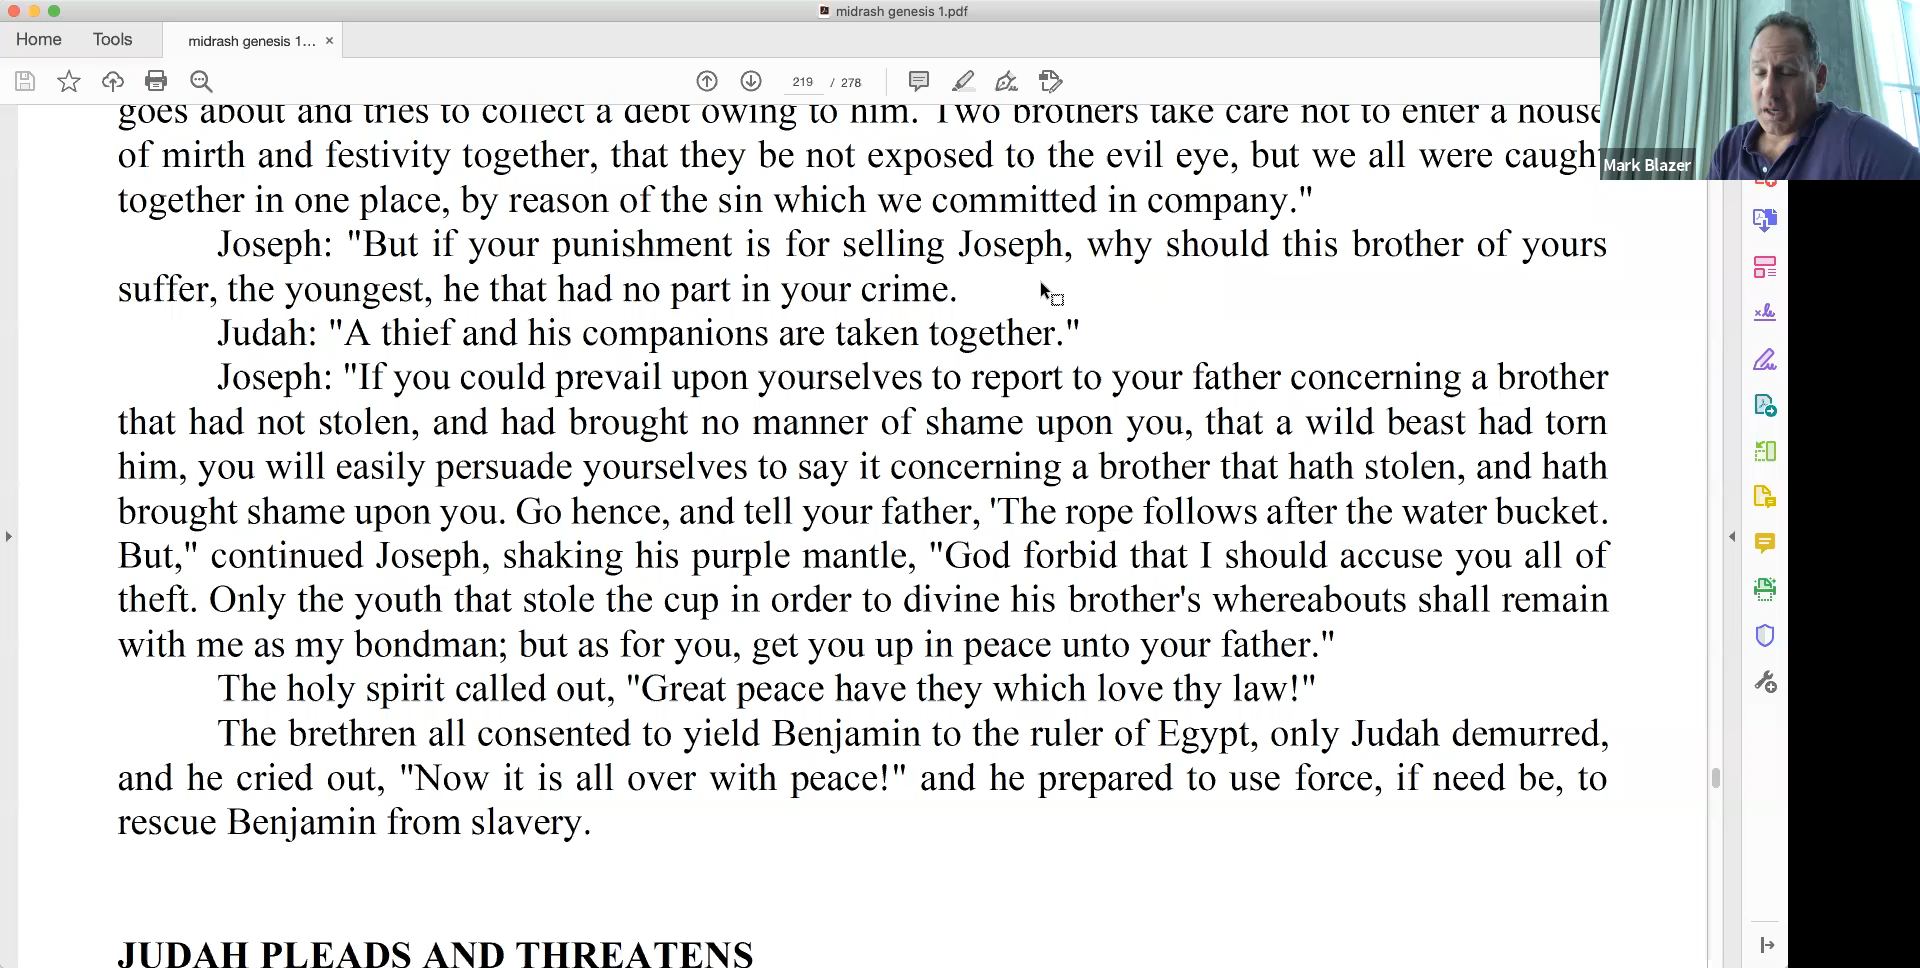 midrash genesis 1.pdf
Home Tools midrash genesis 1... ×
219 / 278
goes about and tries to collect a debt owing to him. Two brothers take care not to enter a house
of mirth and festivity together, that they be not exposed to the evil eye, but we all were caught
together in one place, by reason of the sin which we committed in company."
Joseph: "But if your punishment is for selling Joseph, why should this brother of yours
suffer, the youngest, he that had no part in your crime.
Judah: "A thief and his companions are taken together."
Joseph: "If you could prevail upon yourselves to report to your father concerning a brother
that had not stolen, and had brought no manner of shame upon you, that a wild beast had torn
him, you will easily persuade yourselves to say it concerning a brother that hath stolen, and hath
brought shame upon you. Go hence, and tell your father, 'The rope follows after the water bucket.
But," continued Joseph, shaking his purple mantle, "God forbid that I should accuse you all of
theft. Only the youth that stole the cup in order to divine his brother's whereabouts shall remain
with me as my bondman; but as for you, get you up in peace unto your father."
The holy spirit called out, "Great peace have they which love thy law!"
The brethren all consented to yield Benjamin to the ruler of Egypt, only Judah demurred,
and he cried out, "Now it is all over with peace!" and he prepared to use force, if need be, to
rescue Benjamin from slavery.
JUDAH PLEADS AND THREATENS
Mark Blazer